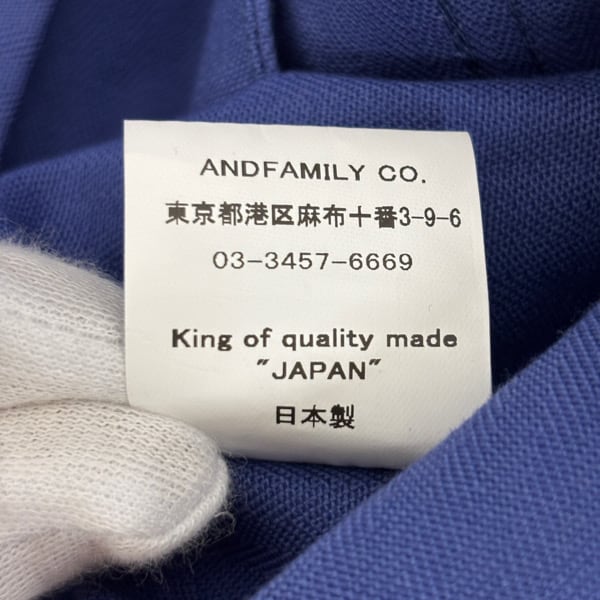 ANDFAMILY CO.
東京都港区麻布十番3-9-6
03-3457-6669
King of quality made
"JAPAN"
日本製